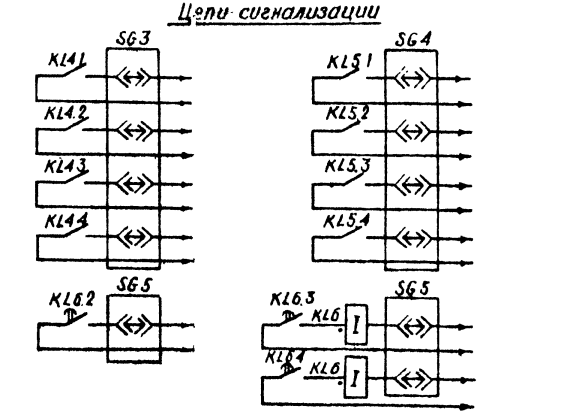 Цепи сигнализации
SG3
KL4.1
KL4.2
KL4.3
KL4.4
SG4
KL5.1
KL5.2
KL5.3
KL5.4
SG5
KL6.2
SG5
KL6.3 KL6 I
KL6.4 KL6 I